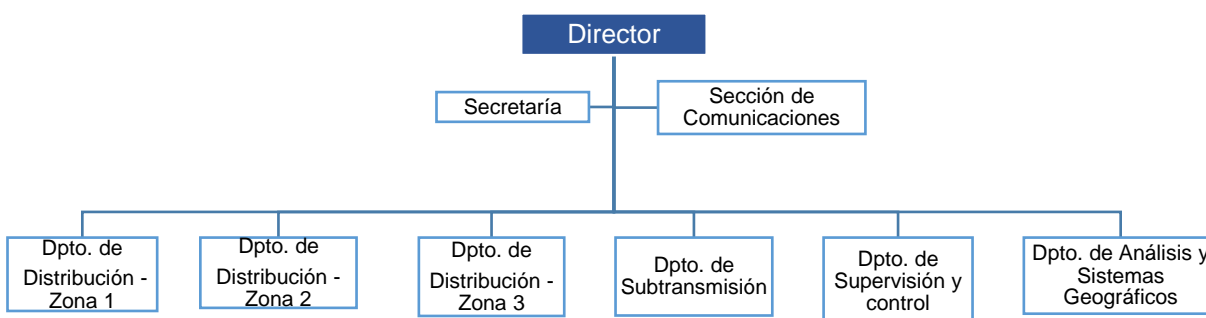 Director
Secretaría
Sección de
Comunicaciones
Dpto. de
Distribución -
Zona 1
Dpto. de
Distribución -
Zona 2
Dpto. de
Distribución -
Zona 3
Dpto. de
Subtransmisión
Dpto. de
Supervisión y
control
Dpto. de Análisis y
Sistemas
Geográficos